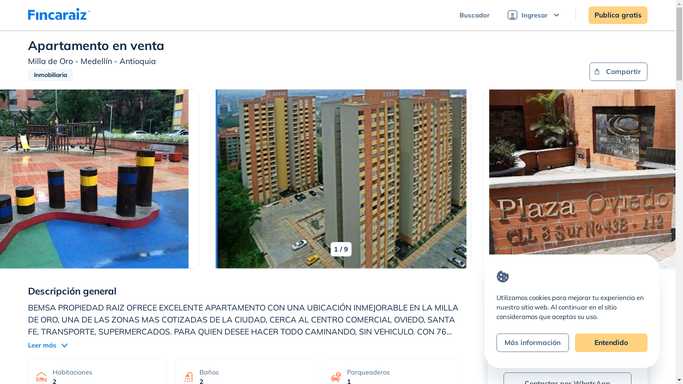 Fincaraiz
Buscador
Ingresar
Publica gratis
Apartamento en venta
Milla de Oro - Medellín - Antioquia
Inmobiliaria
Compartir
1 / 9
Plaza Oviedo
CLL 8 Sur No 43B - 112
Descripción general
BEMSA PROPIEDAD RAIZ OFRECE EXCELENTE APARTAMENTO CON UNA UBICACIÓN INMEJORABLE EN LA MILLA
DE ORO, UNA DE LAS ZONAS MAS COTIZADAS DE LA CIUDAD, CERCA AL CENTRO COMERCIAL OVIEDO, SANTA
FE, TRANSPORTE, SUPERMERCADOS. PARA QUIEN DESEE HACER TODO CAMINANDO, SIN VEHICULO. CON 76...
Leer más
Habitaciones
2
Baños
2
Parqueaderos
1
Utilizamos cookies para mejorar tu experiencia en
nuestro sitio web. Al continuar en el sitio
consideramos que aceptas su uso.
Más información
Entendido
Contactar por WhatsApp